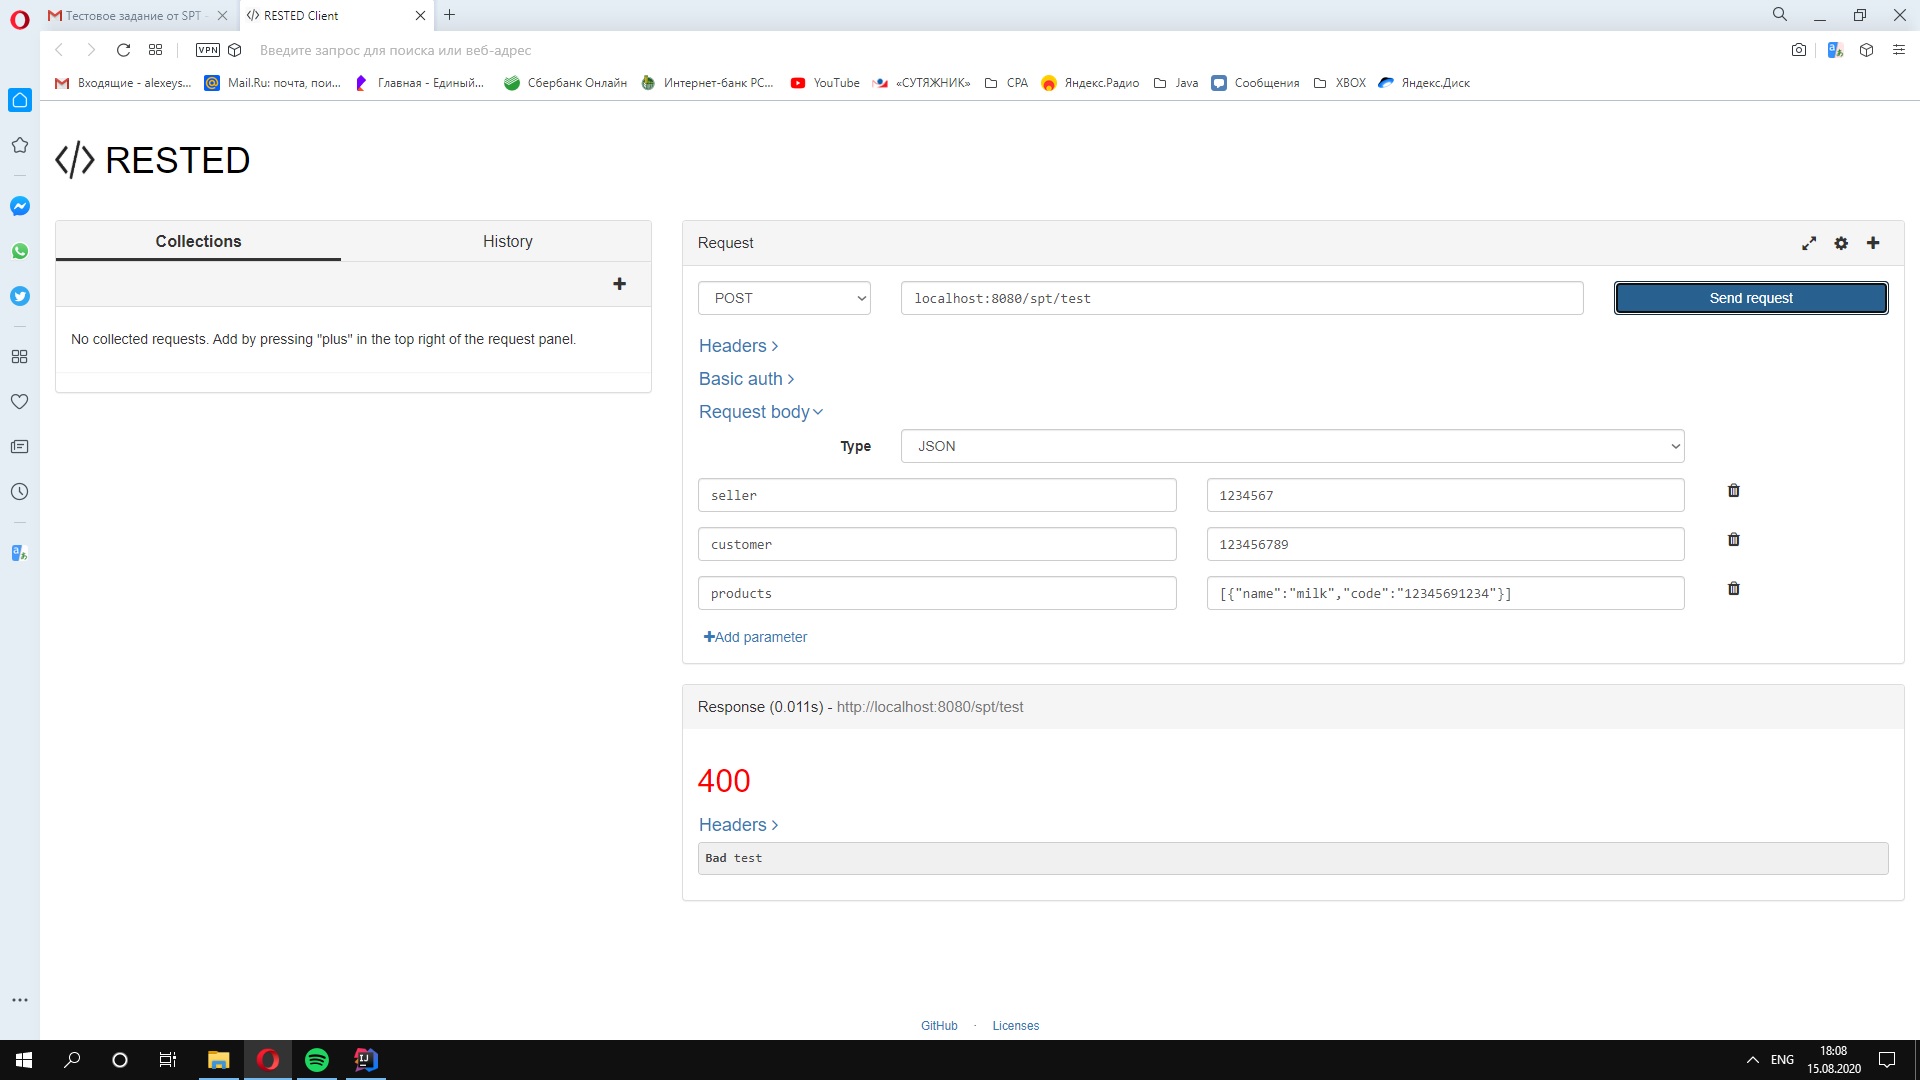 Тестовое задание от SPT -
RESTED Client
VPN
Введите запрос для поиска или веб-адрес
Входящие - alexeys...
Mail.Ru: почта, пои...
Главная - Единый...
Сбербанк Онлайн
Интернет-банк РС...
YouTube
«СУТЯЖНИК»
CPA
Яндекс.Радио
Java
Сообщения
XBOX
Яндекс.Диск
</> RESTED
Collections
History
No collected requests. Add by pressing "plus" in the top right of the request panel.
Request
POST
localhost:8080/spt/test
Send request
Headers
Basic auth
Request body
Type
JSON
seller
1234567
customer
123456789
products
[{"name":"milk","code":"12345691234"}]
Add parameter
Response (0.011s) - http://localhost:8080/spt/test
400
Headers
Bad test
GitHub · Licenses
ENG
18:08
15.08.2020